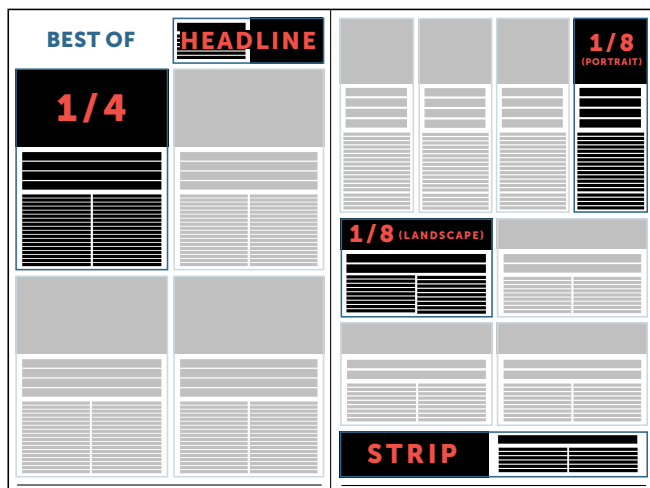 BEST OF
HEADLINE
1/4
1/8
(PORTRAIT)
1/8 (LANDSCAPE)
STRIP